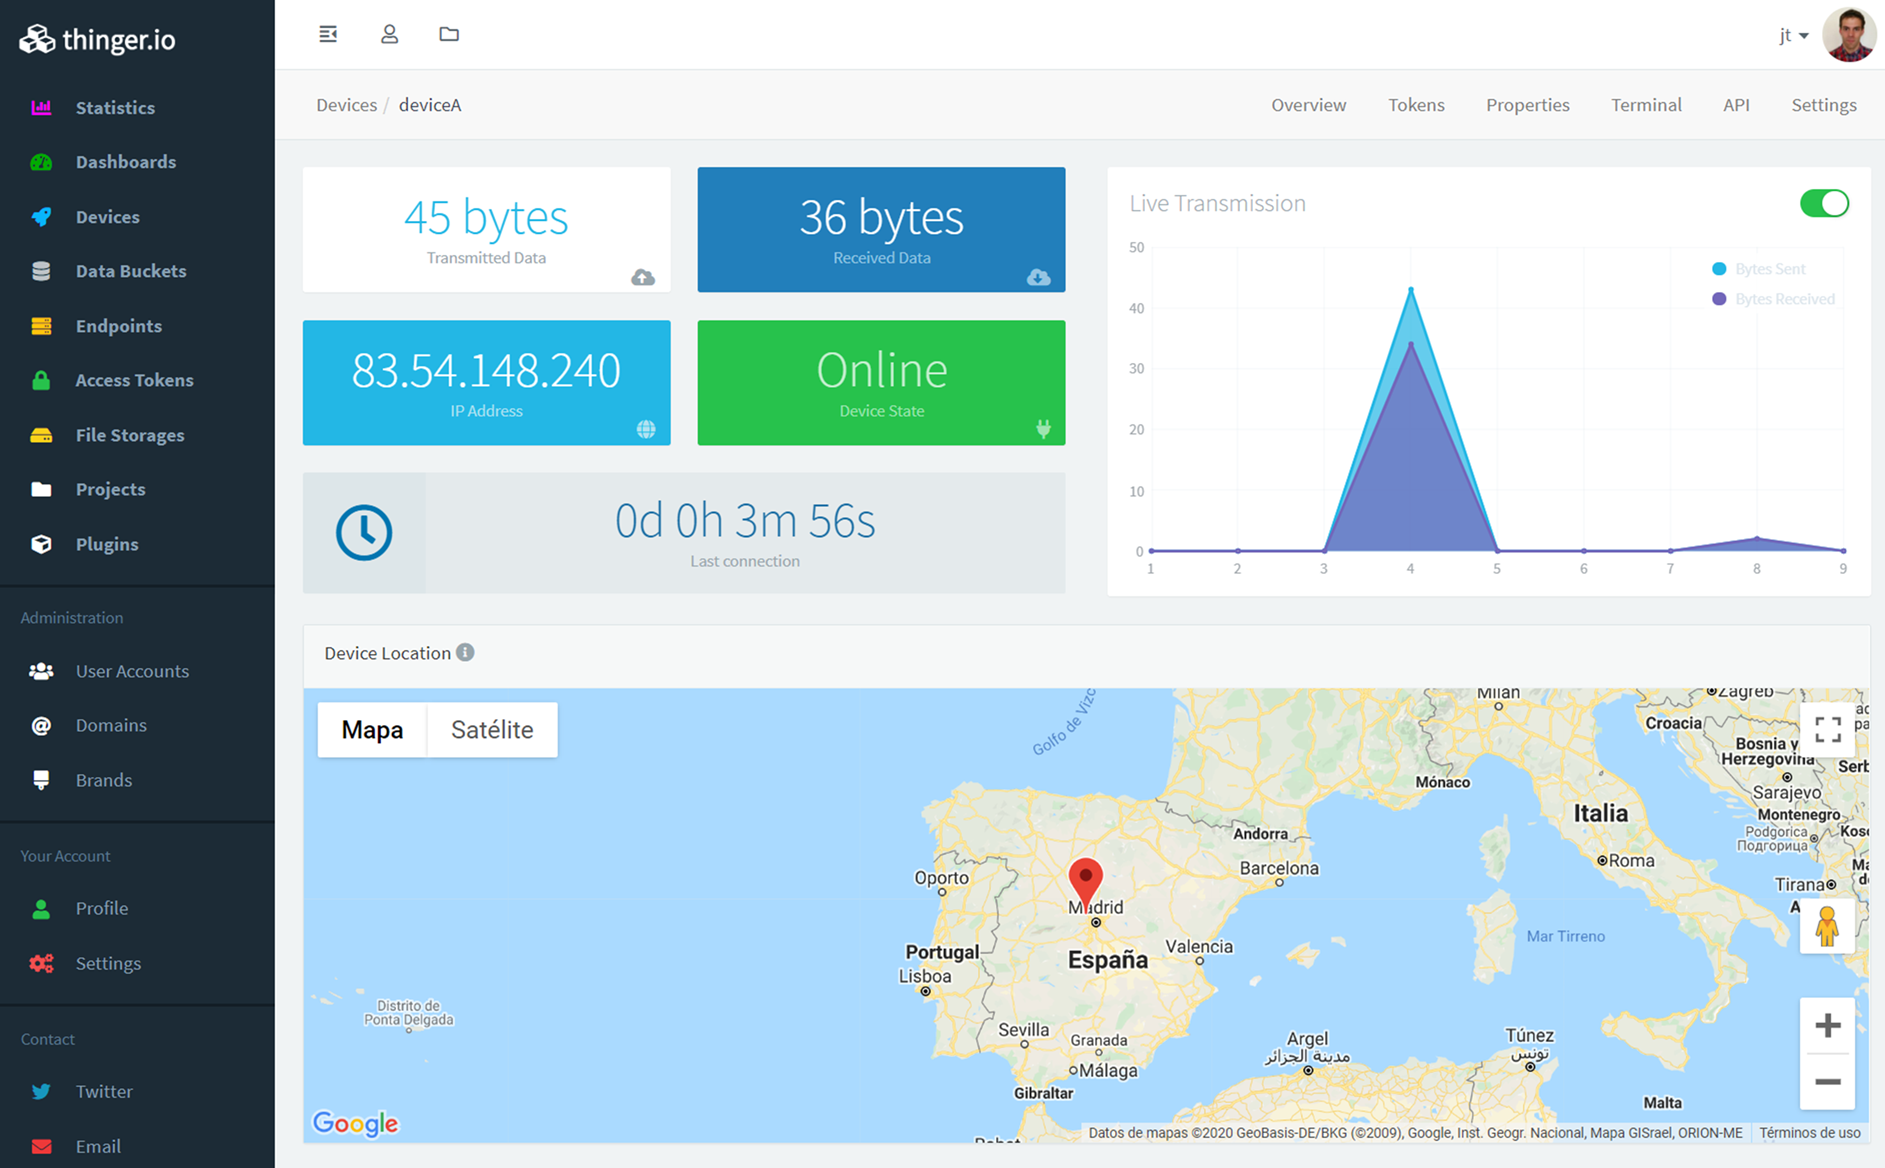 thinger.io
Statistics
Dashboards
Devices
Data Buckets
Endpoints
Access Tokens
File Storages
Projects
Plugins
Administration
User Accounts
Domains
Brands
Your Account
Profile
Settings
Contact
Twitter
Email
jt
Devices / deviceA
Overview Tokens Properties Terminal API Settings
45 bytes
Transmitted Data
36 bytes
Received Data
83.54.148.240
IP Address
Online
Device State
0d 0h 3m 56s
Last connection
Live Transmission
Bytes Sent
Bytes Received
50
40
30
20
10
0
1 2 3 4 5 6 7 8 9
Device Location
Mapa Satélite
Golfo de Vizc
Milán
Zagreb
Croacia
Bosnia y
Herzegovina
Serb
Sarajevo
Mónaco
Montenegro
Podgorica
Подгорица
Koso
Italia
Andorra
Roma
Barcelona
Oporto
Tirana
Madrid
Mar Tirreno
Portugal
Valencia
España
Lisboa
Distrito de
Ponta Delgada
Sevilla
Granada
Argel
مدينة الجزائر
Túnez
تونس
Málaga
Gibraltar
Malta
Google
Datos de mapas ©2020 GeoBasis-DE/BKG (©2009), Google, Inst. Geogr. Nacional, Mapa GISrael, ORION-ME
Términos de uso